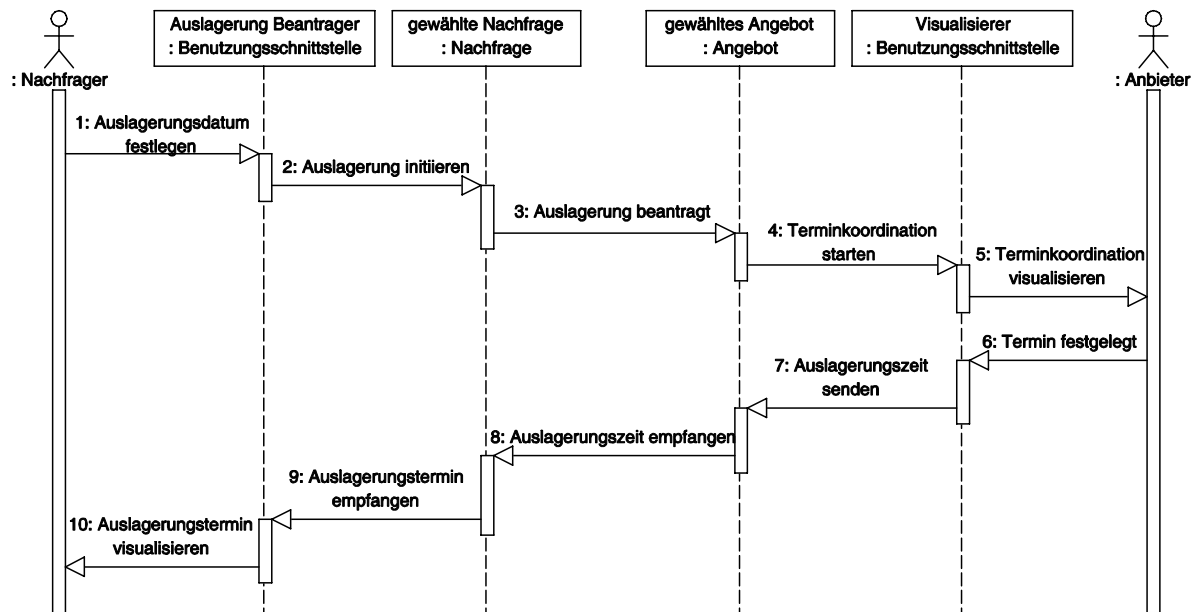 Auslagerung Beantrager
: Benutzungsschnittstelle
gewählte Nachfrage
: Nachfrage
gewähltes Angebot
: Angebot
Visualisierer
: Benutzungsschnittstelle
: Nachfrager
: Anbieter
1: Auslagerungsdatum
festlegen
2: Auslagerung initiieren
3: Auslagerung beantragt
4: Terminkoordination
starten
5: Terminkoordination
visualisieren
6: Termin festgelegt
7: Auslagerungszeit
senden
8: Auslagerungszeit empfangen
9: Auslagerungstermin
empfangen
10: Auslagerungstermin
visualisieren